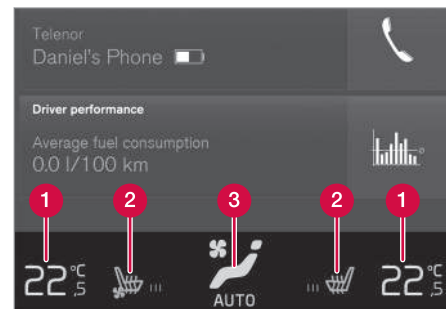 Telenor
Daniel's Phone
Driver performance
Average fuel consumption
0.0 l/100 km
1 2 3 2 1
22,5 °C 22,5 °C
AUTO